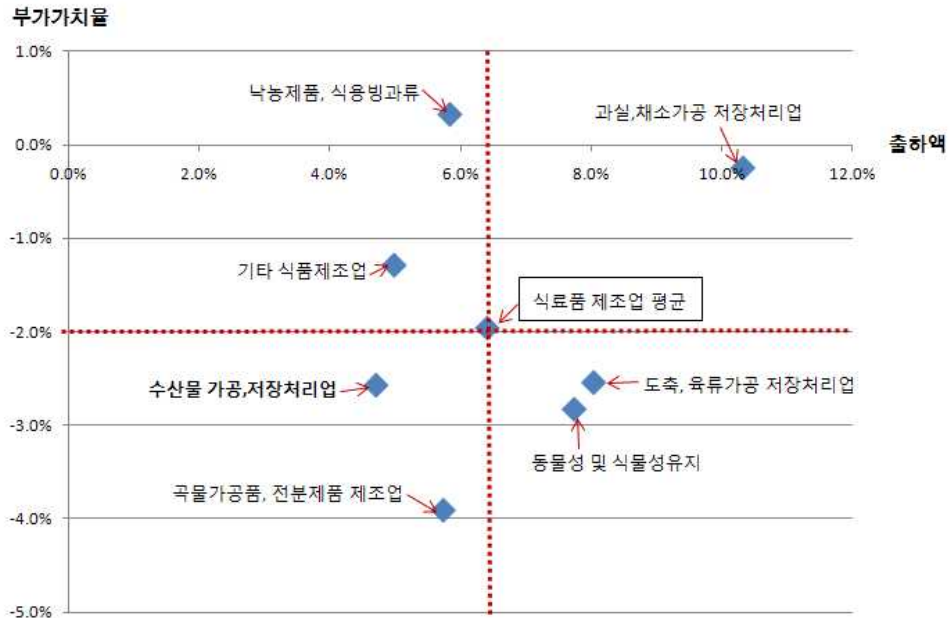 부가가치율
1.0%
낙농제품, 식용빙과류
과실,채소가공 저장처리업
0.0%
출하액
0.0% 2.0% 4.0% 6.0% 8.0% 10.0% 12.0%
-1.0%
기타 식품제조업
식료품 제조업 평균
-2.0%
수산물 가공,저장처리업
도축, 육류가공 저장처리업
-3.0%
동물성 및 식물성유지
곡물가공품, 전분제품 제조업
-4.0%
-5.0%